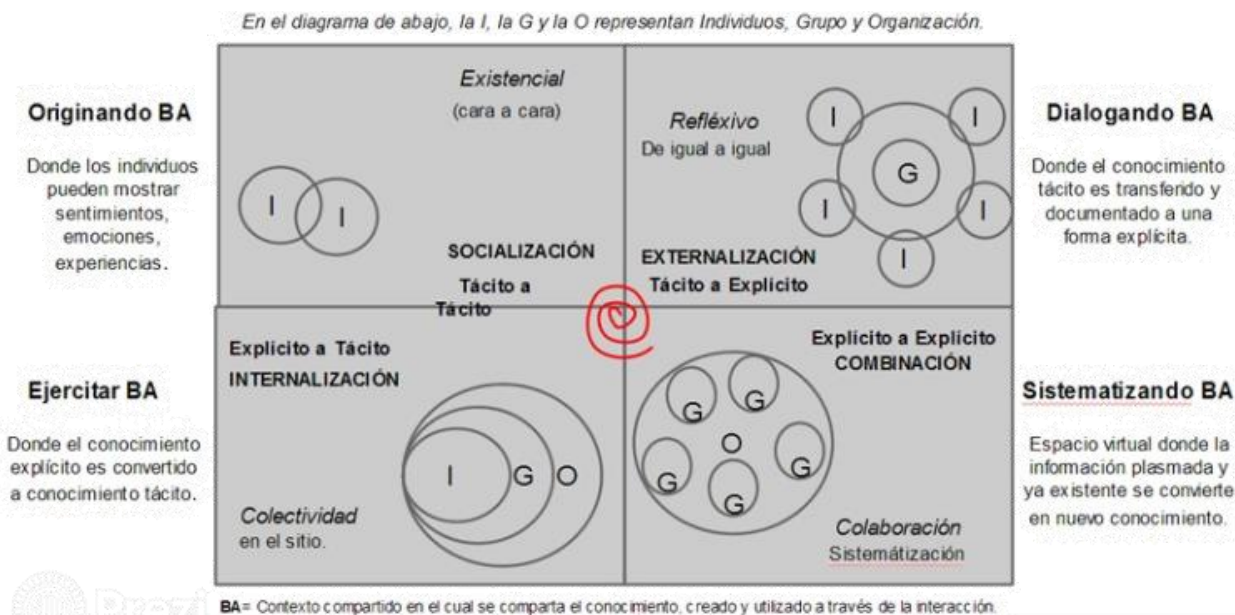 En el diagrama de abajo, la I, la G y la O representan Individuos, Grupo y Organización.
Originando BA
Donde los individuos
pueden mostrar
sentimientos,
emociones,
experiencias.
Existencial
(cara a cara)
I
I
SOCIALIZACIÓN
Tácito a
Tácito
Refléxivo
De igual a igual
I
I
G
I
I
I
EXTERNALIZACIÓN
Tácito a Explícito
Dialogando BA
Donde el conocimiento
tácito es transferido y
documentado a una
forma explícita.
Ejercitar BA
Donde el conocimiento
explícito es convertido
a conocimiento tácito.
Explícito a Tácito
INTERNALIZACIÓN
I
G
O
Colectividad
en el sitio.
Explícito a Explícito
COMBINACIÓN
G
G
O
G
G
G
Colaboración
Sistemátización
Sistematizando BA
Espacio virtual donde la
información plasmada y
ya existente se convierte
en nuevo conocimiento.
Prezi
BA= Contexto compartido en el cual se comparta el conocimiento, creado y utilizado a través de la interacción.